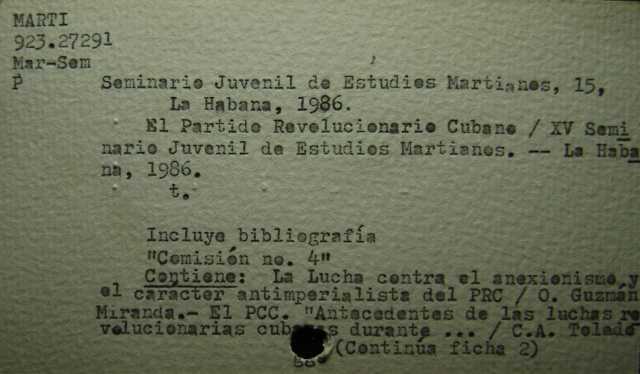 MARTI
923.27291
Mar-Sem
P Seminario Juvenil de Estudios Martianos, 15,
La Habana, 1986.
El Partido Revolucionario Cubano / XV Semi
nario Juvenil de Estudios Martianos. -- La Haba
na, 1986.
t.
Incluye bibliografía
"Comisión no. 4"
Contiene: La Lucha contra el anexionismo y
el carácter antimperialista del PRC / O. Guzmán
Miranda.- El PCC. "Antecedentes de las luchas re
volucionarias cubanas durante ... / C.A. Toledo
(Continúa ficha 2)